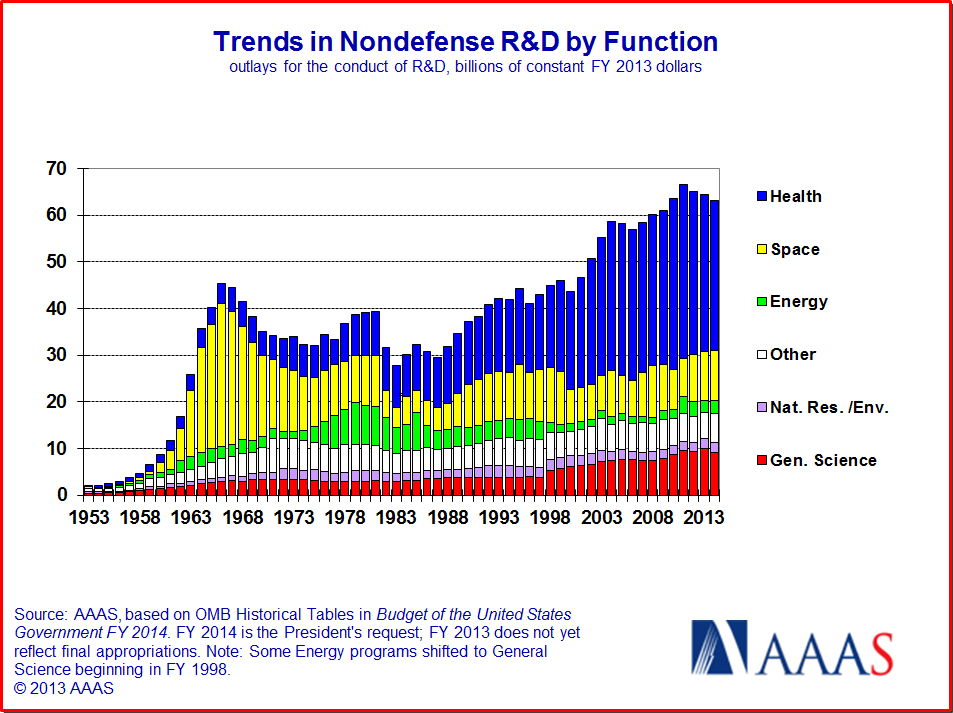 Trends in Nondefense R&D by Function
outlays for the conduct of R&D, billions of constant FY 2013 dollars
70
60
50
40
30
20
10
0
1953 1958 1963 1968 1973 1978 1983 1988 1993 1998 2003 2008 2013
Health
Space
Energy
Other
Nat. Res. /Env.
Gen. Science
Source: AAAS, based on OMB Historical Tables in Budget of the United States
Government FY 2014. FY 2014 is the President's request; FY 2013 does not yet
reflect final appropriations. Note: Some Energy programs shifted to General
Science beginning in FY 1998.
© 2013 AAAS
AAAS